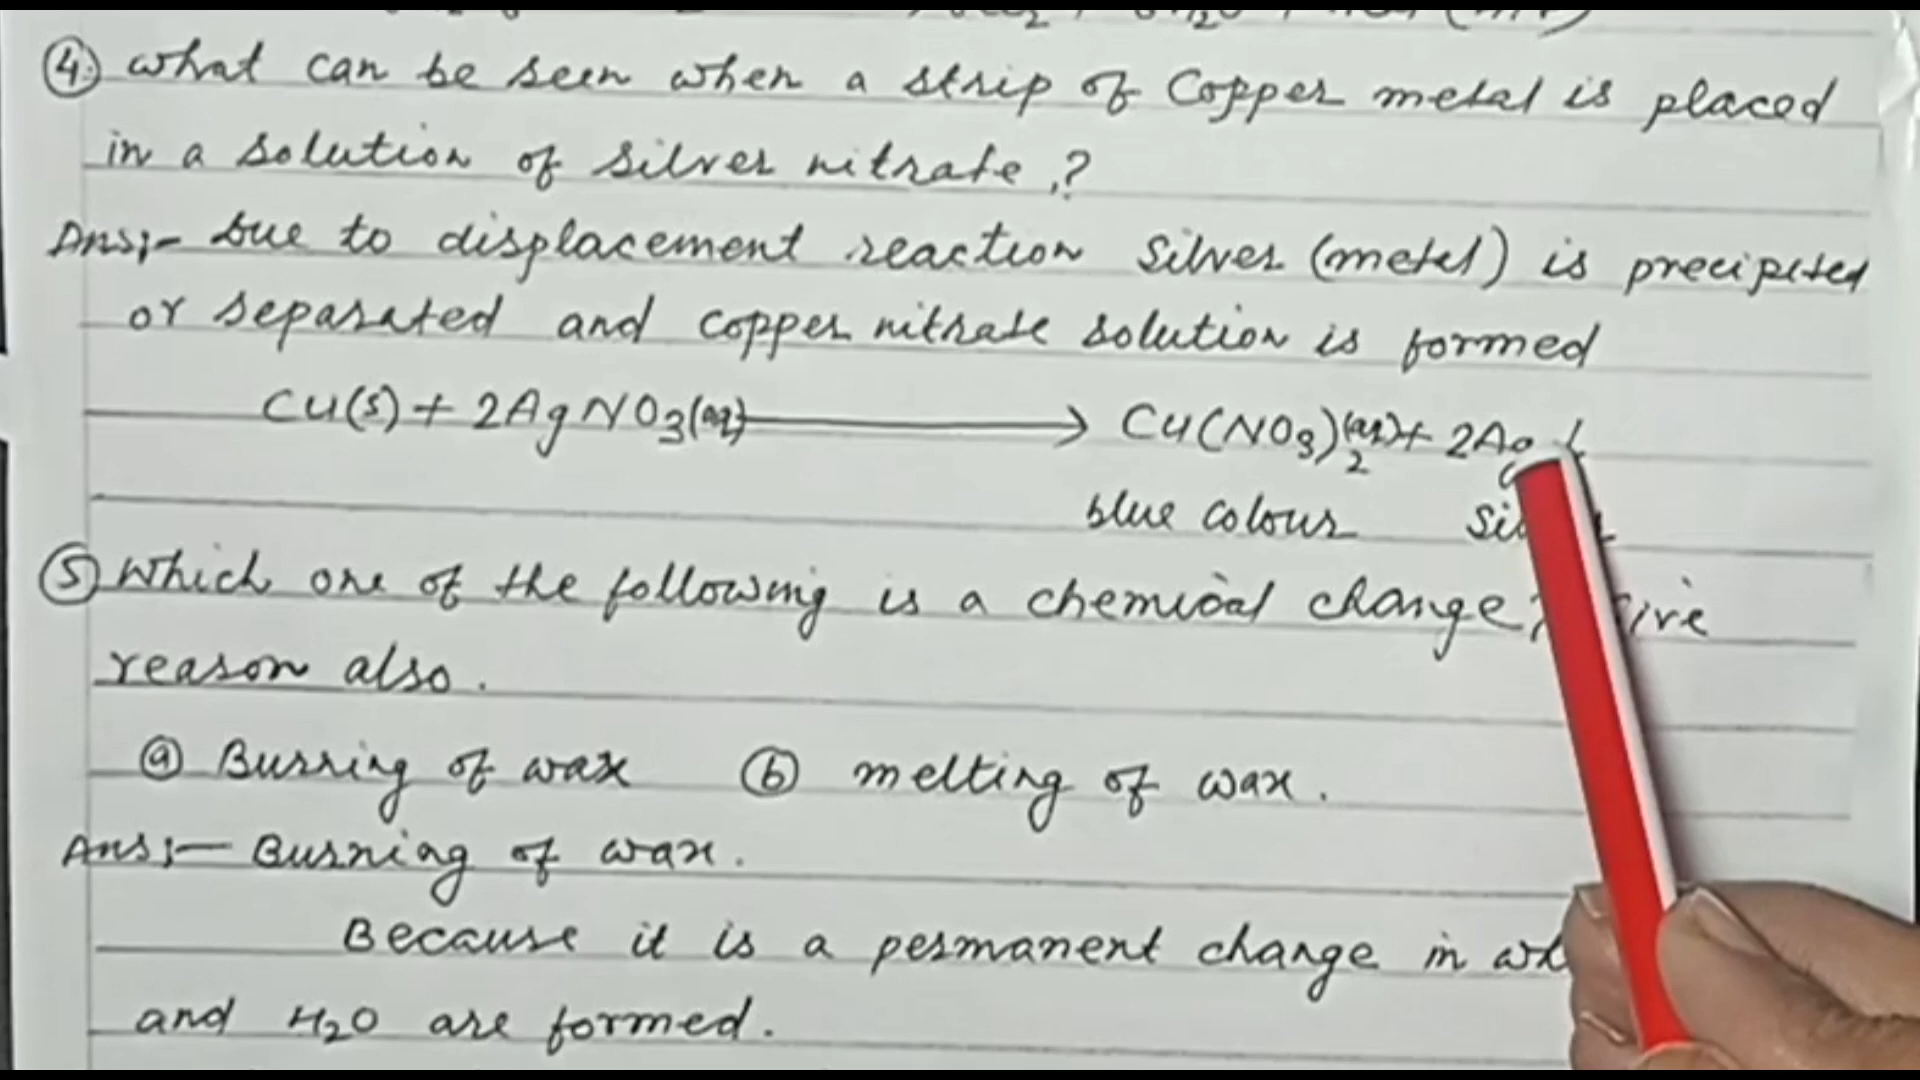 ④ What can be seen when a strip of Copper metal is placed
in a solution of silver nitrate,?
Ans:- Due to displacement reaction Silver (metal) is precipited
or separated and copper nitrate solution is formed
Cu(s) + 2AgNO3(aq) → Cu(NO3)2(aq) + 2Ag ↓
blue colour
⑤ Which one of the following is a chemical change?
reason also.
ⓐ Burning of wax ⓑ melting of wax.
Ans:- Burning of wax.
Because it is a permanent change in
and H2O are formed.